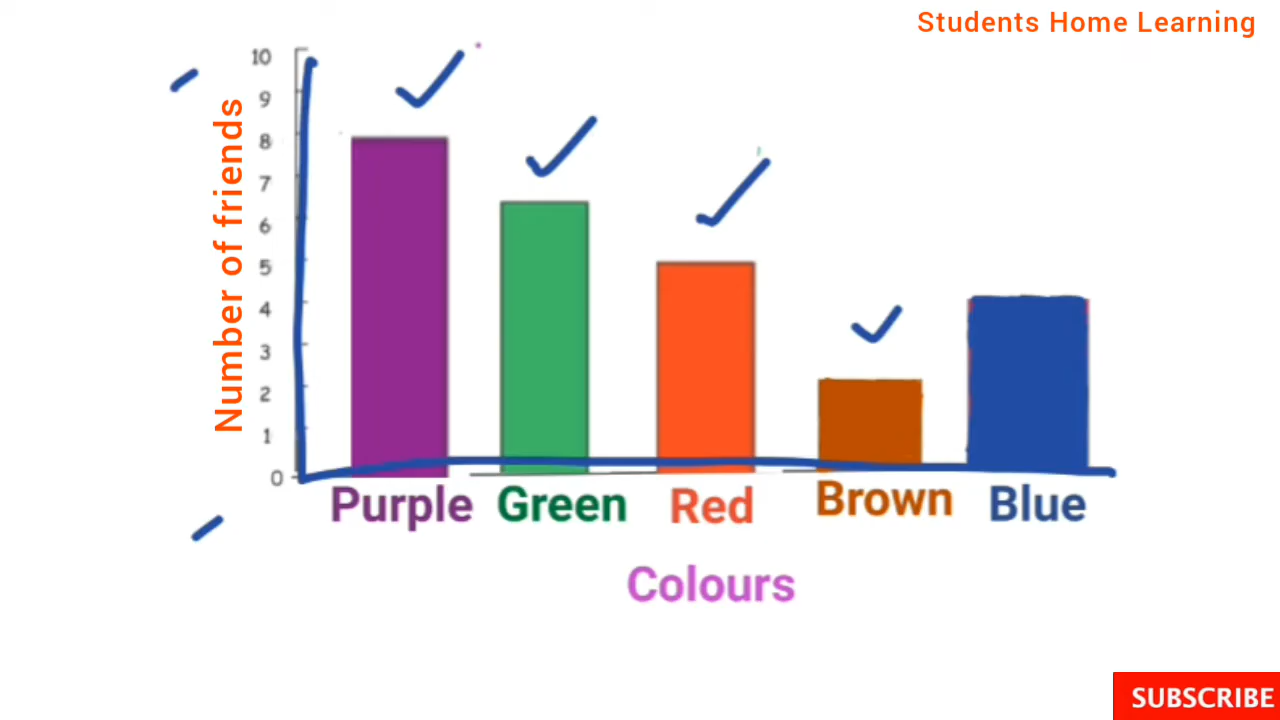 Students Home Learning
Number of friends
10
9
8
7
6
5
4
3
2
1
0
Purple Green Red Brown Blue
Colours
SUBSCRIBE